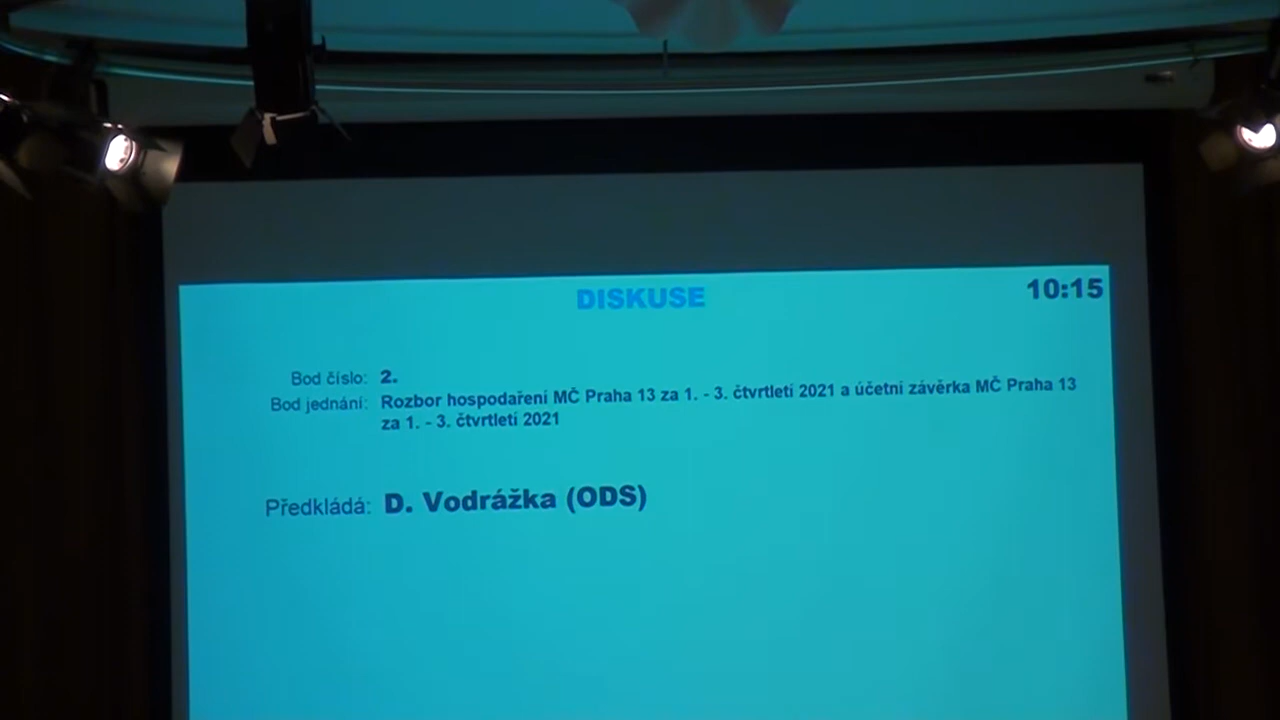 DISKUSE
10:15
Bod číslo: 2.
Bod jednání: Rozbor hospodaření MČ Praha 13 za 1. - 3. čtvrtletí 2021 a účetní závěrka MČ Praha 13
za 1. - 3. čtvrtletí 2021
Předkládá: D. Vodrážka (ODS)